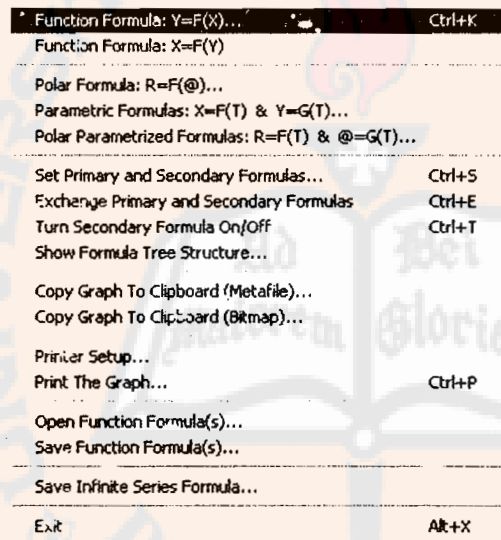 Function Formula: Y=F(X)... Ctrl+K
Function Formula: X=F(Y)
Polar Formula: R=F(@)...
Parametric Formulas: X=F(T) & Y=G(T)...
Polar Parametrized Formulas: R=F(T) & @=G(T)...
Set Primary and Secondary Formulas... Ctrl+S
Exchange Primary and Secondary Formulas Ctrl+E
Turn Secondary Formula On/Off Ctrl+T
Show Formula Tree Structure...
Copy Graph To Clipboard (Metafile)...
Copy Graph To Clipboard (Bitmap)...
Printer Setup...
Print The Graph... Ctrl+P
Open Function Formula(s)...
Save Function Formula(s)...
Save Infinite Series Formula...
Exit Alt+X